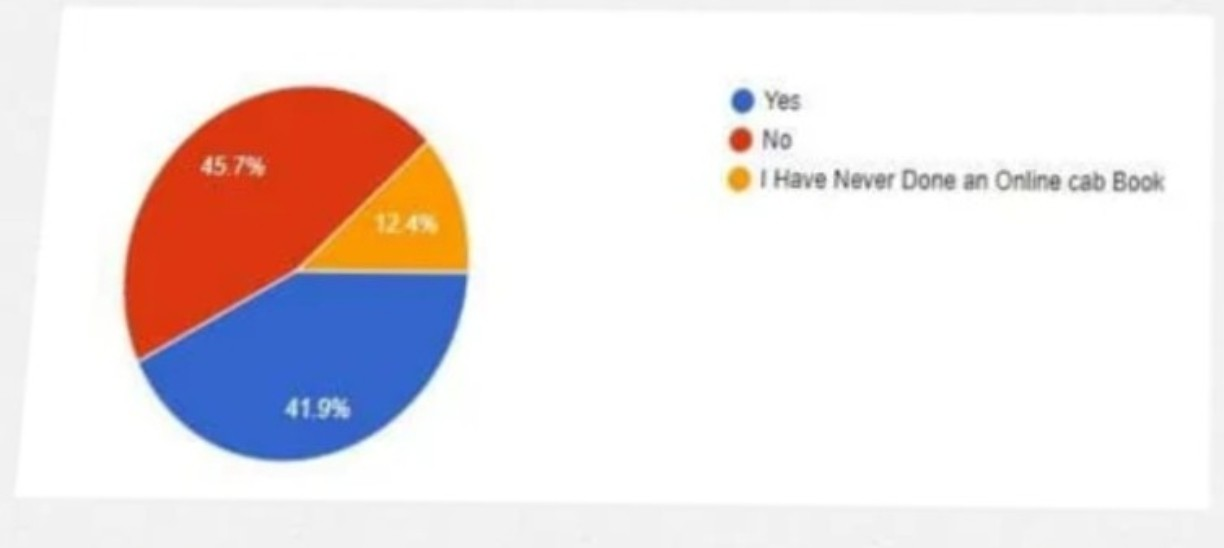 Yes
No
I Have Never Done an Online cab Book
45.7%
12.4%
41.9%